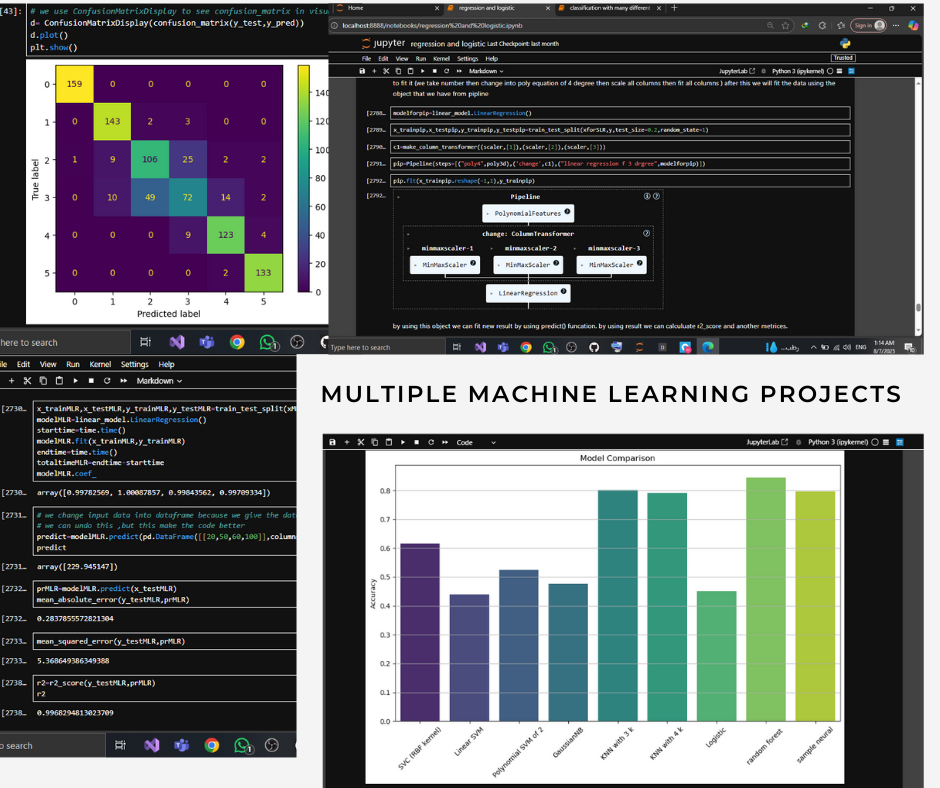 [43]:
# we use ConfusionMatrixDisplay to see confusion_matrix in visu
d= ConfusionMatrixDisplay(confusion_matrix(y_test,y_pred))
d.plot()
plt.show()
159 0 0 0 0 0
0 143 2 3 0 0
1 9 106 25 2 2
0 10 49 72 14 2
0 0 0 9 123 4
0 0 0 0 2 133
0
1
2
3
4
5
True label
0 1 2 3 4 5
Predicted label
140
120
100
80
60
40
20
0
here to search
Home
regression and logistic
classification with many different
localhost:8888/notebooks/regression%20and%20logistic.ipynb
Sign in
jupyter regression and logistic Last Checkpoint: last month
File Edit View Run Kernel Settings Help
Trusted
Markdown
JupyterLab
Python 3 (ipykernel)
to fit it (we take number then change into poly equation of 4 degree then scale all columns then fit all columns ) after this we will fit the data using the
object that we have from pipline
[2788…
modelforpip=linear_model.LinearRegression()
[2789…
x_trainpip,x_testpip,y_trainpip,y_testpip=train_test_split(xforSLR,y,test_size=0.2,random_state=1)
[2790…
c1=make_column_transformer((scaler,[1]),(scaler,[2]),(scaler,[3]))
[2791…
pip=Pipeline(steps=[("poly4",poly3d),('change',c1),("linear regression f 3 drgree",modelforpip)])
[2792…
pip.fit(x_trainpip.reshape(-1,1),y_trainpip)
[2792…
Pipeline
PolynomialFeatures
change: ColumnTransformer
minmaxscaler-1 minmaxscaler-2 minmaxscaler-3
MinMaxScaler MinMaxScaler MinMaxScaler
LinearRegression
by using this object we can fit new result by using predict() funcation. by using result we can calculuate r2_score and another metrices.
Type here to search
ENG
1:14 AM
8/7/2025
ile Edit View Run Kernel Settings Help
Markdown
[2730…
x_trainMLR,x_testMLR,y_trainMLR,y_testMLR=train_test_split(xM
modelMLR=linear_model.LinearRegression()
starttime=time.time()
modelMLR.fit(x_trainMLR,y_trainMLR)
endtime=time.time()
totaltimeMLR=endtime-starttime
modelMLR.coef_
[2730…
array([0.99782569, 1.00087857, 0.99843562, 0.99709334])
[2731…
# we change input data into dataframe because we give the dat
# we can undo this ,but this make the code better
predict=modelMLR.predict(pd.DataFrame([[20,50,60,100]],column
predict
[2731…
array([229.945147])
[2732…
prMLR=modelMLR.predict(x_testMLR)
mean_absolute_error(y_testMLR,prMLR)
[2732…
0.2837855572821304
[2733…
mean_squared_error(y_testMLR,prMLR)
[2733…
5.368649386349388
[2738…
r2=r2_score(y_testMLR,prMLR)
r2
[2738…
0.9968294813023709
o search
MULTIPLE MACHINE LEARNING PROJECTS
Code
JupyterLab
Python 3 (ipykernel)
Model Comparison
Accuracy
0.8
0.7
0.6
0.5
0.4
0.3
0.2
0.1
0.0
SVC (RBF kernel)
Linear SVM
Polynomial SVM of 2
GaussianNB
KNN with 3 k
KNN with 4 k
Logistic
random forest
sample neural